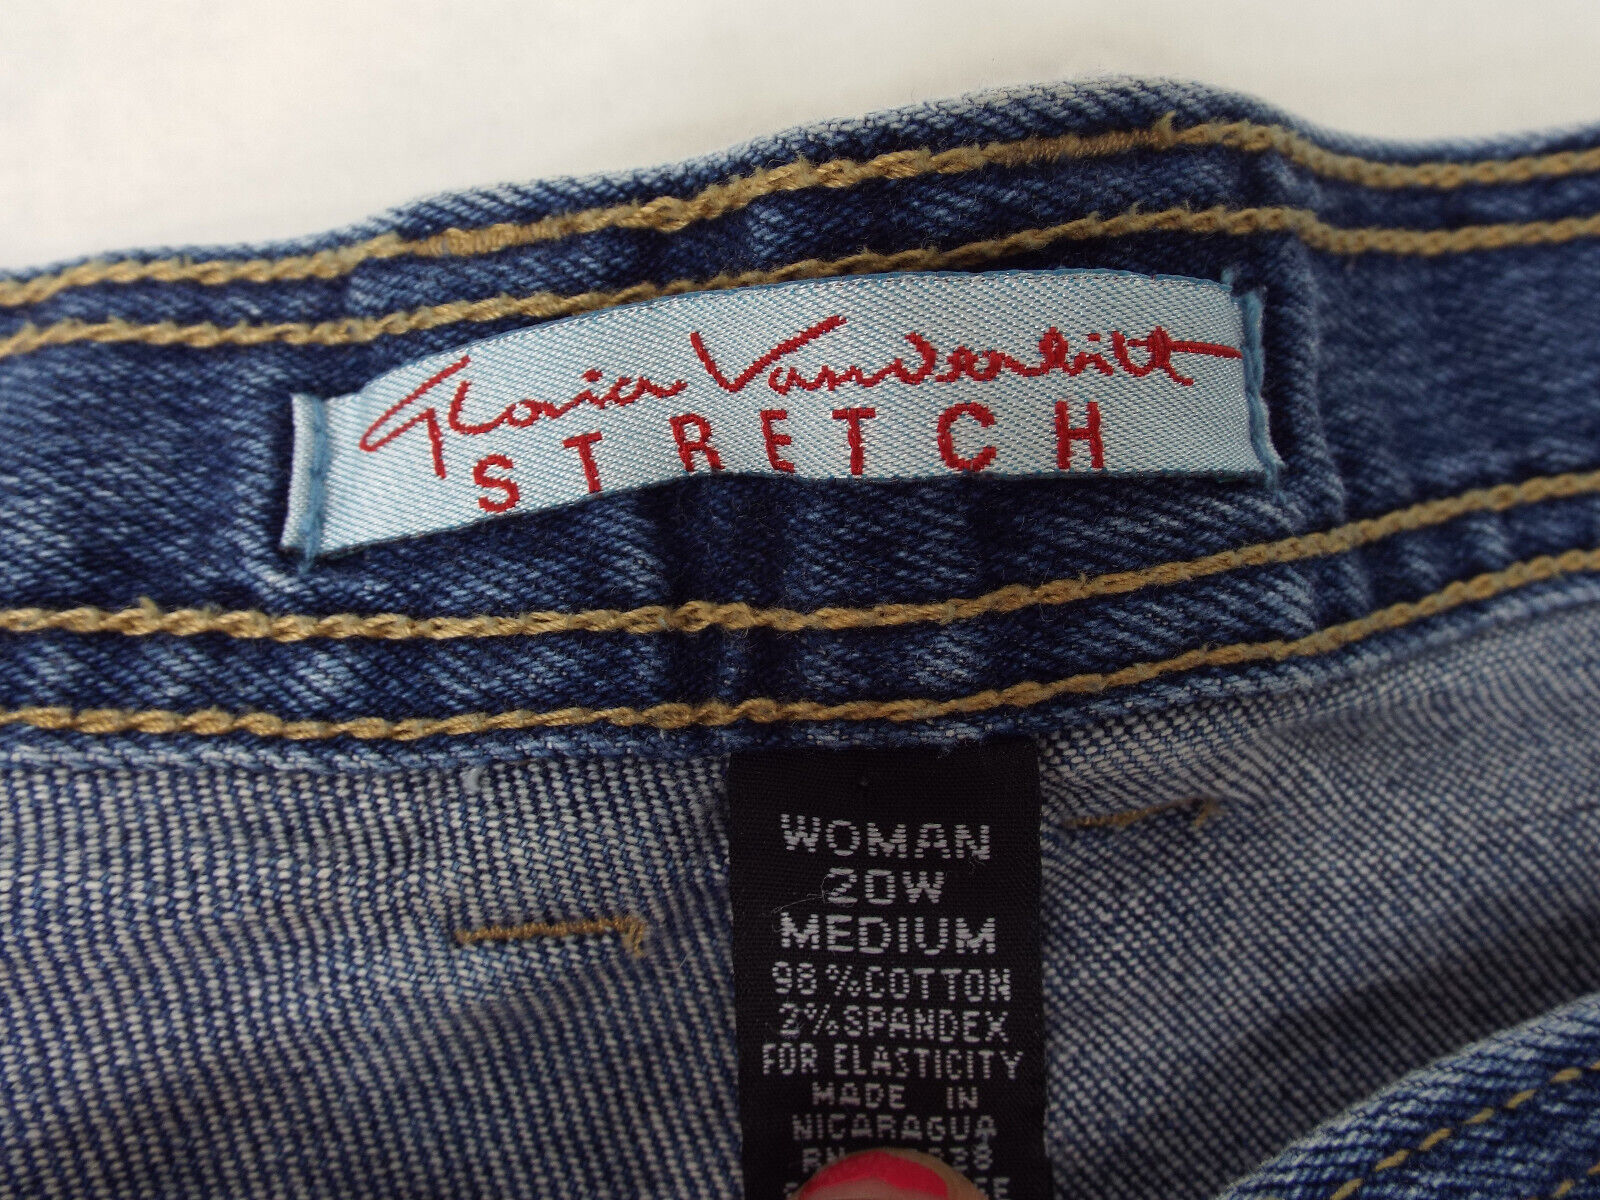 Gloria Vanderbilt
STRETCH
WOMAN
20W
MEDIUM
98% COTTON
2% SPANDEX
FOR ELASTICITY
MADE IN
NICARAGUA